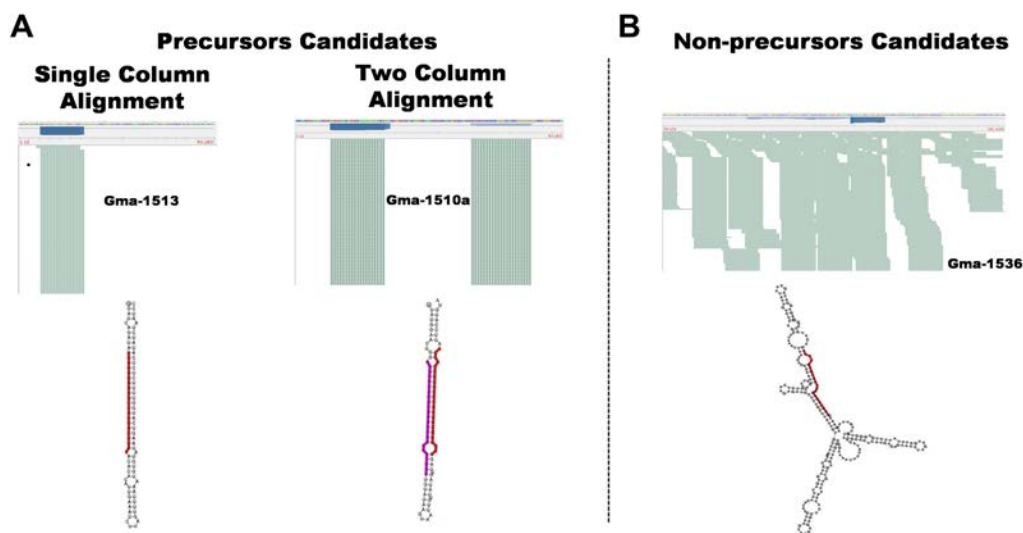 A
Precursors Candidates
Single Column
Alignment
Two Column
Alignment
Gma-1513
Gma-1510a
B
Non-precursors Candidates
Gma-1536